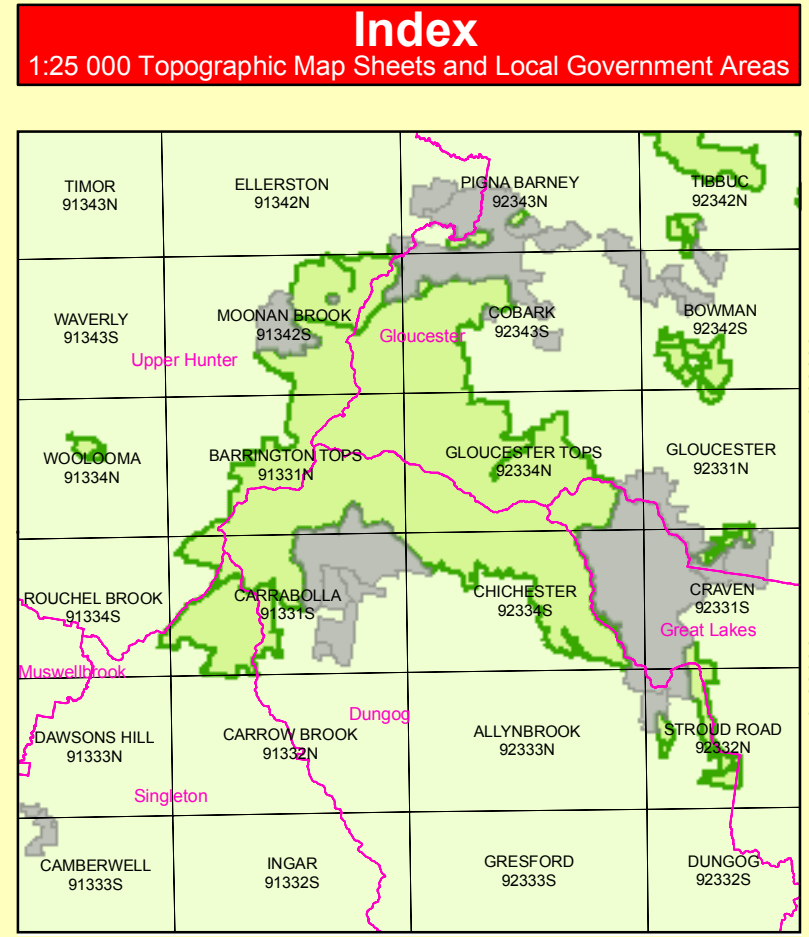 Index
1:25 000 Topographic Map Sheets and Local Government Areas
TIMOR
91343N
ELLERSTON
91342N
PIGNA BARNEY
92343N
TIBBUC
92342N
WAVERLY
91343S
MOONAN BROOK
91342S
COBARK
92343S
BOWMAN
92342S
Upper Hunter
Gloucester
WOOLOOMA
91334N
BARRINGTON TOPS
91331N
GLOUCESTER TOPS
92334N
GLOUCESTER
92331N
ROUCHEL BROOK
91334S
CARRABOLLA
91331S
CHICHESTER
92334S
CRAVEN
92331S
Great Lakes
Muswellbrook
Dungog
DAWSONS HILL
91333N
CARROW BROOK
91332N
ALLYNBROOK
92333N
STROUD ROAD
92332N
Singleton
CAMBERWELL
91333S
INGAR
91332S
GRESFORD
92333S
DUNGOG
92332S